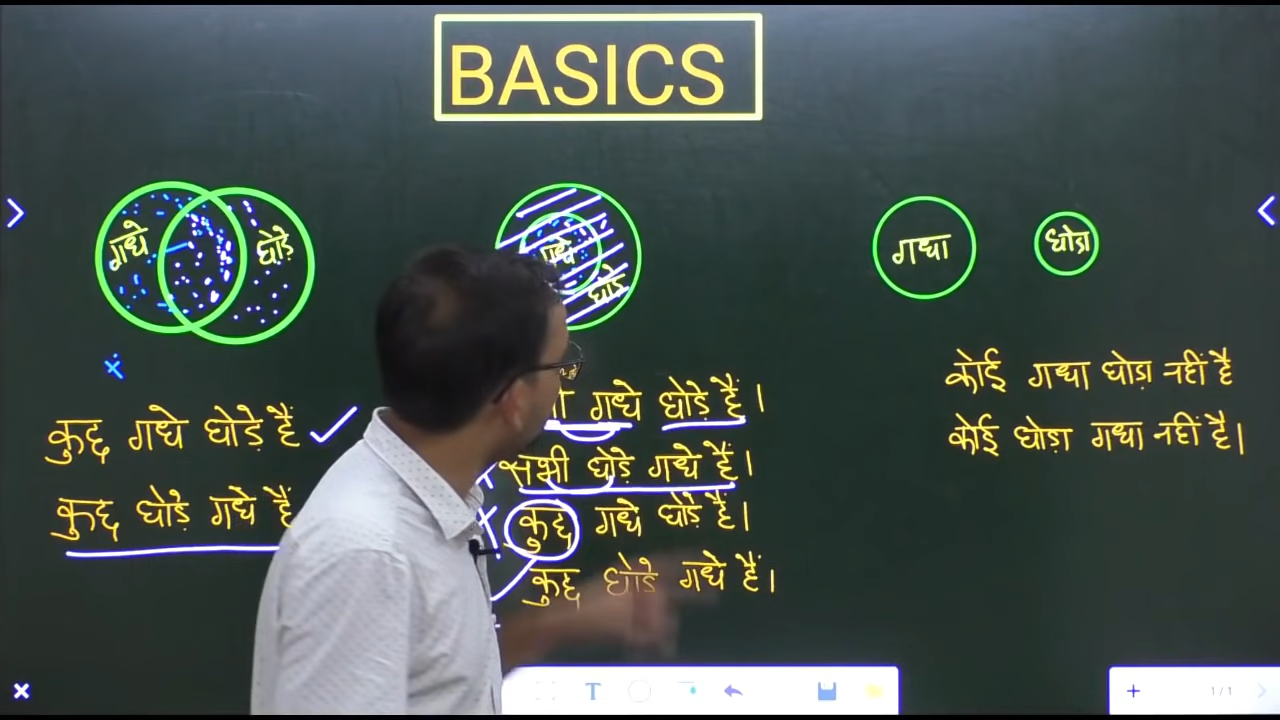 BASICS
गधे घोड़े
गधे
घोड़े
गधा घोड़ा
कुछ गधे घोड़े हैं
कुछ घोड़े गधे हैं
गधे घोड़े हैं।
सभी घोड़े गधे हैं।
कुछ गधे घोड़े हैं।
कुछ घोड़े गधे हैं।
कोई गधा घोड़ा नहीं है
कोई घोड़ा गधा नहीं है।
T
1/1